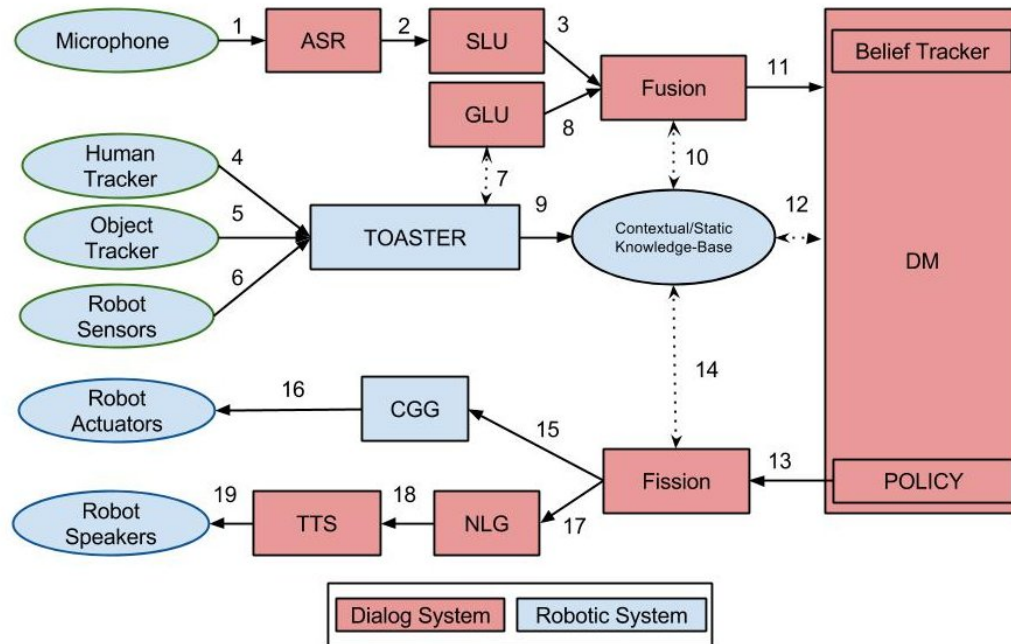 Microphone
1
ASR
2
SLU
3
Fusion
11
Belief Tracker
GLU
8
Human
Tracker
4
7
10
Object
Tracker
5
TOASTER
9
Contextual/Static
Knowledge-Base
12
DM
6
Robot
Sensors
14
Robot
Actuators
16
CGG
15
Fission
13
POLICY
Robot
Speakers
19
TTS
18
NLG
17
Dialog System
Robotic System